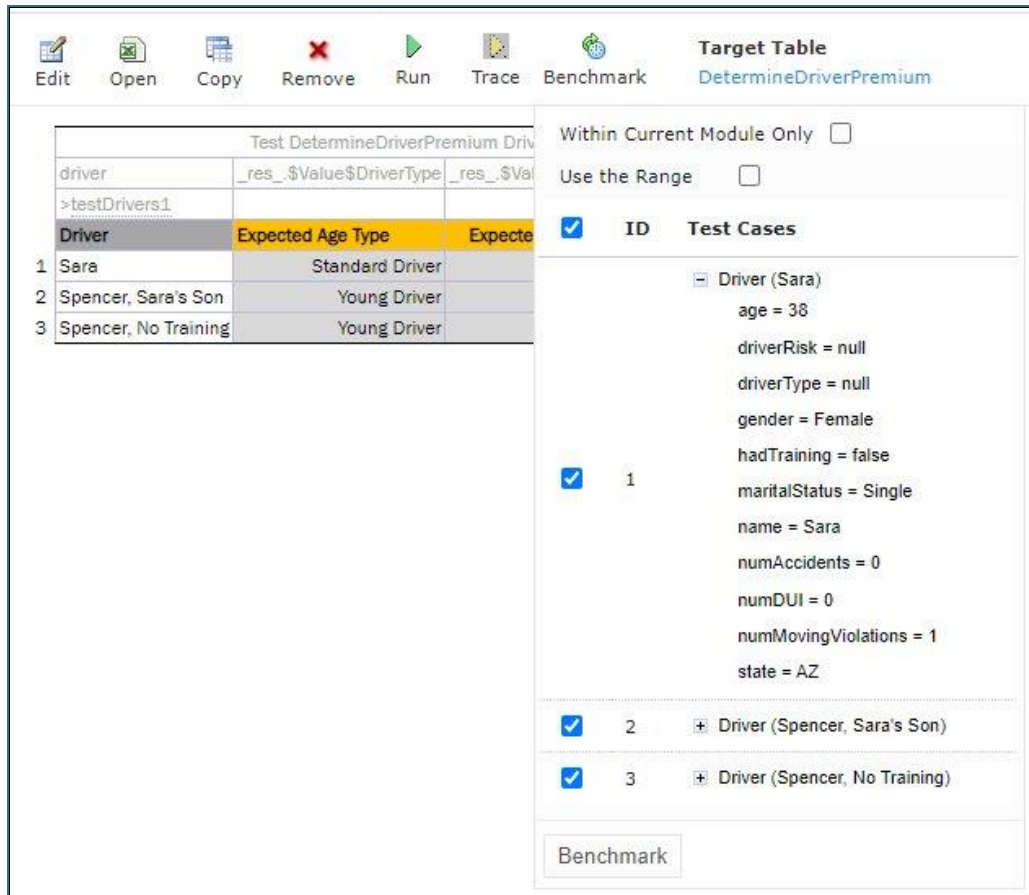 Edit Open Copy Remove Run Trace Benchmark
Target Table
DetermineDriverPremium
Test DetermineDriverPremium Driv
driver _res_.$Value$DriverType _res_.$Val
>testDrivers1
Driver Expected Age Type Expecte
1 Sara Standard Driver
2 Spencer, Sara's Son Young Driver
3 Spencer, No Training Young Driver
Within Current Module Only
Use the Range
ID Test Cases
1
Driver (Sara)
age = 38
driverRisk = null
driverType = null
gender = Female
hadTraining = false
maritalStatus = Single
name = Sara
numAccidents = 0
numDUI = 0
numMovingViolations = 1
state = AZ
2 Driver (Spencer, Sara's Son)
3 Driver (Spencer, No Training)
Benchmark